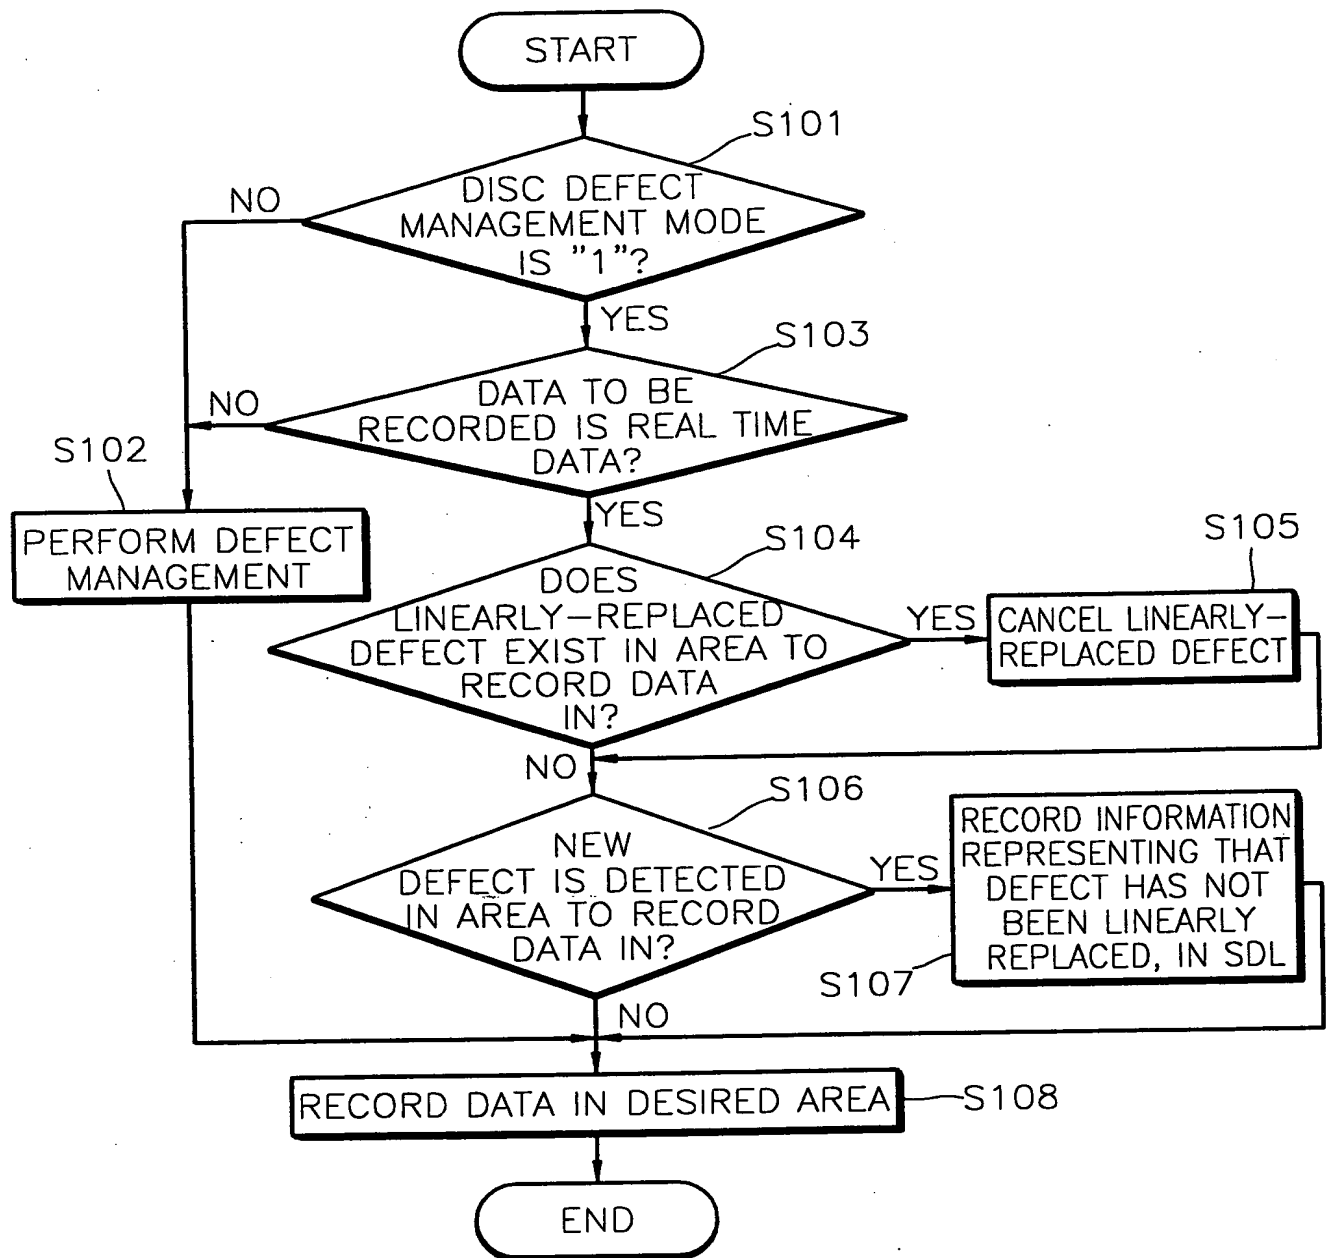 START
S101
DISC DEFECT
MANAGEMENT MODE
IS "1"?
NO
YES
S103
DATA TO BE
RECORDED IS REAL TIME
DATA?
NO
S102
YES
PERFORM DEFECT
MANAGEMENT
S104
DOES
LINEARLY-REPLACED
DEFECT EXIST IN AREA TO
RECORD DATA
IN?
YES
S105
CANCEL LINEARLY-
REPLACED DEFECT
NO
S106
NEW
DEFECT IS DETECTED
IN AREA TO RECORD
DATA IN?
YES
RECORD INFORMATION
REPRESENTING THAT
DEFECT HAS NOT
BEEN LINEARLY
REPLACED, IN SDL
S107
NO
RECORD DATA IN DESIRED AREA
S108
END